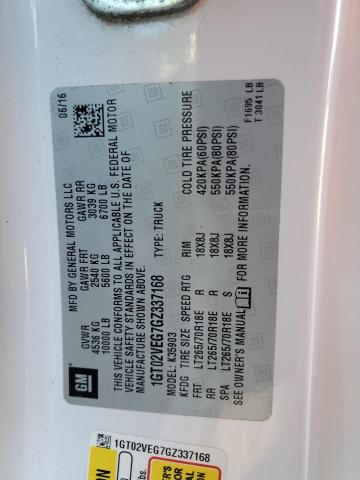 06/16
MFD BY GENERAL MOTORS LLC
GVWR GAWR FRT GAWR RR
4536 KG 2540 KG 3039 KG
10000 LB 5600 LB 6700 LB
THIS VEHICLE CONFORMS TO ALL APPLICABLE U.S. FEDERAL MOTOR
VEHICLE SAFETY STANDARDS IN EFFECT ON THE DATE OF
MANUFACTURE SHOWN ABOVE.
1GT02VEG7GZ337168 TYPE: TRUCK
MODEL: K35903
KFDG TIRE SIZE SPEED RTG RIM COLD TIRE PRESSURE
FRT LT265/70R18E R 18X8J 420KPA(60PSI)
RR LT265/70R18E R 18X8J 550KPA(80PSI)
SPA LT265/70R18E S 18X8J 550KPA(80PSI)
SEE OWNER'S MANUAL FOR MORE INFORMATION.
F1695 LB
T 3041 LB
GM
1GT02VEG7GZ337168